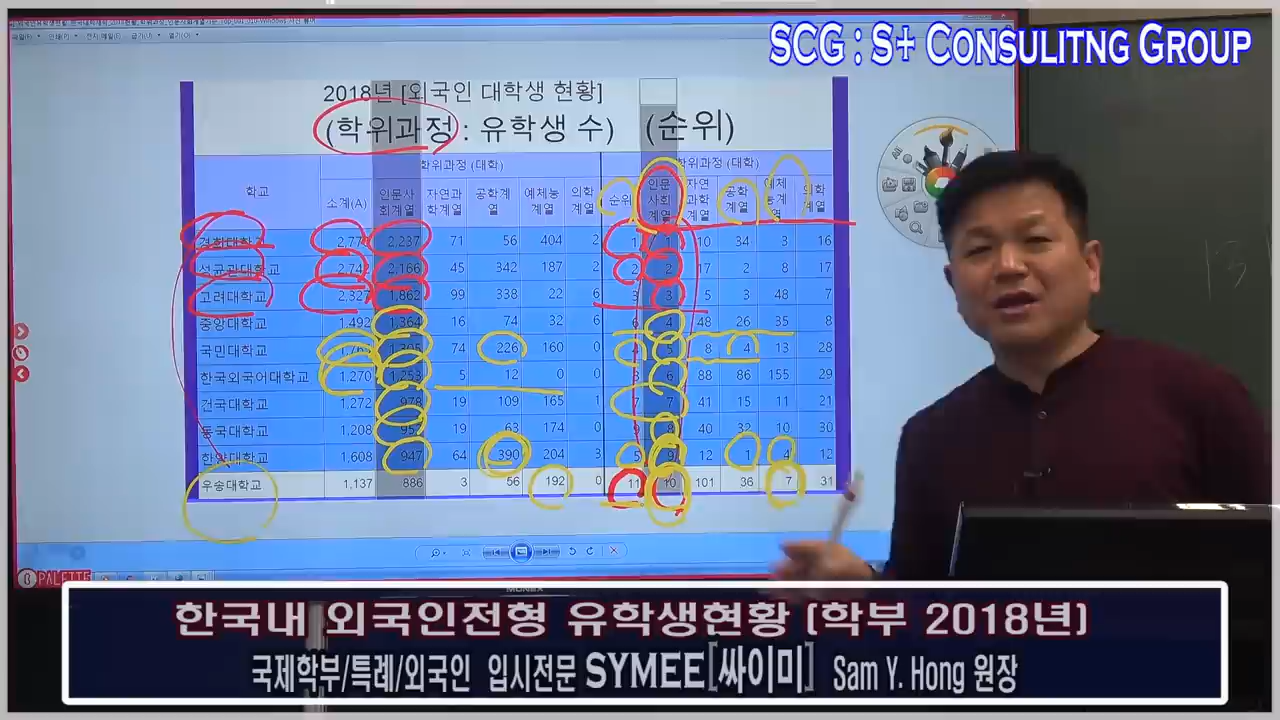 SCG : S+ CONSULITNG GROUP
2018년 [외국인 대학생 현황]
(학위과정 : 유학생 수) (순위)
학교 학위과정 (대학) 학위과정 (대학)
소계(A) 인문사회계열 자연과학계열 공학계열 예체능계열 의학계열 순위 인문사회계열 자연과학계열 공학계열 예체능계열 의학계열
경희대학교 2,77 2,237 71 56 404 2 1 1 10 34 3 16
성균관대학교 2,74 2,166 45 342 187 2 2 2 17 2 8 17
고려대학교 2,327 1,862 99 338 22 6 3 3 5 3 48 7
중앙대학교 1,492 1,364 16 74 32 6 6 4 48 26 35 8
국민대학교 1,765 1,305 74 226 160 0 4 5 8 4 13 28
한국외국어대학교 1,270 1,253 5 12 0 0 8 6 88 86 155 29
건국대학교 1,272 978 19 109 165 1 7 7 41 15 11 21
동국대학교 1,208 952 19 63 174 0 9 8 40 32 10 30
한양대학교 1,608 947 64 390 204 3 5 9 12 1 4 12
우송대학교 1,137 886 3 56 192 0 11 10 101 36 7 31
PALETTE
한국내 외국인전형 유학생현황 (학부 2018년)
국제학부/특례/외국인 입시전문 SYMEE[싸이미] Sam Y. Hong 원장